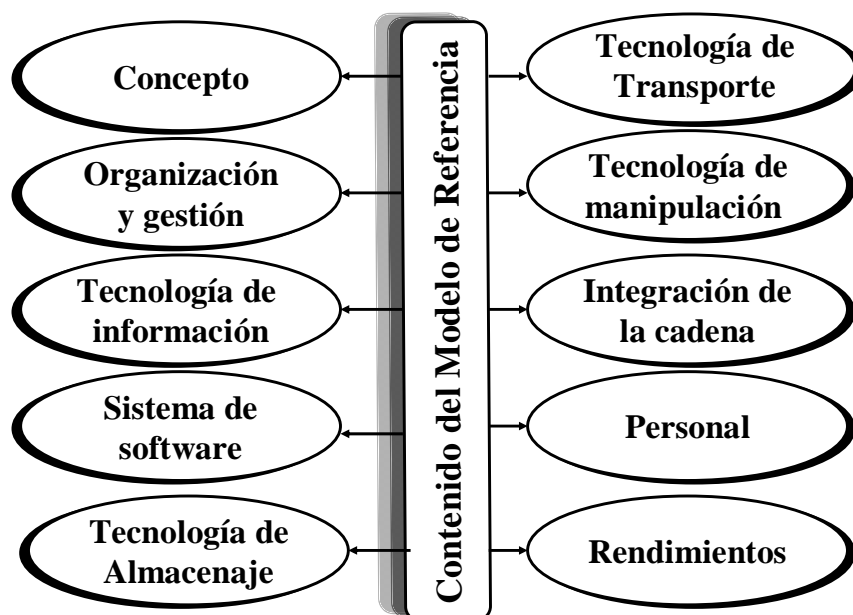 Concepto
Organización
y gestión
Tecnología de
información
Sistema de
software
Tecnología de
Almacenaje
Contenido del Modelo de Referencia
Tecnología de
Transporte
Tecnología de
manipulación
Integración de
la cadena
Personal
Rendimientos